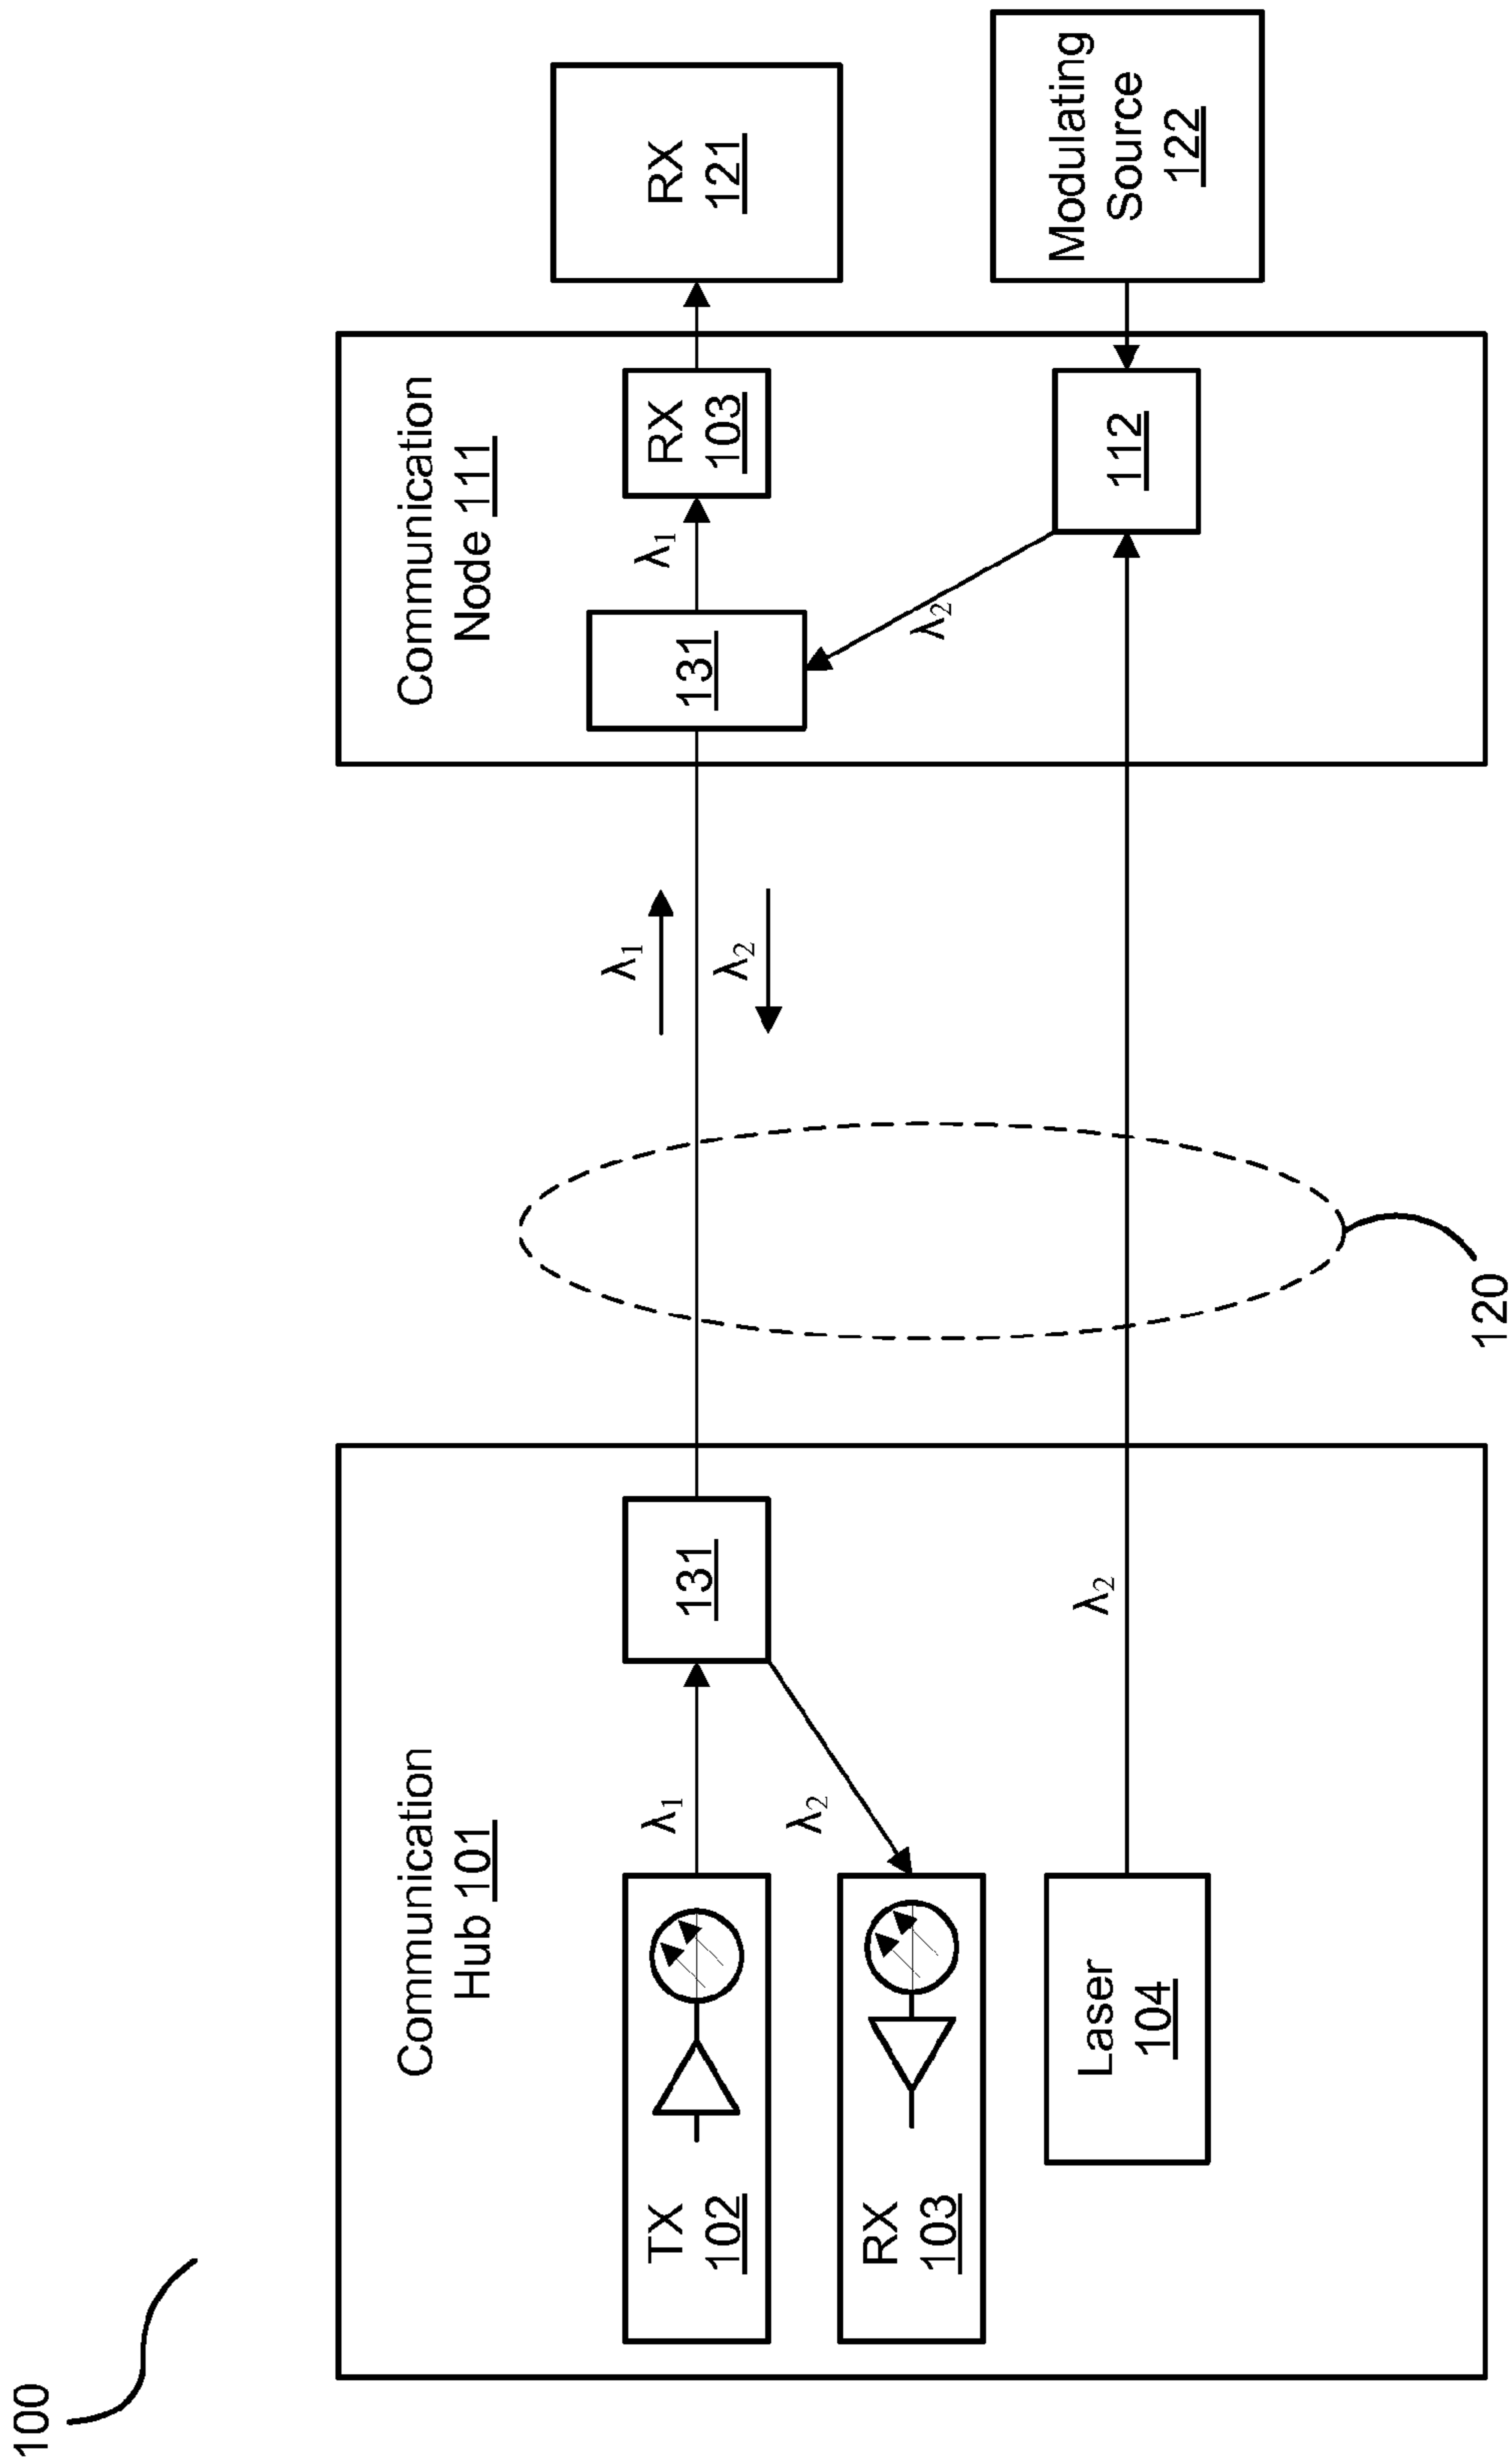 100
Communication
Hub 101
TX
102
λ1
131
RX
103
λ2
Laser
104
λ2
120
λ1
λ2
Communication
Node 111
131
λ1
RX
103
λ2
112
RX
121
Modulating
Source
122